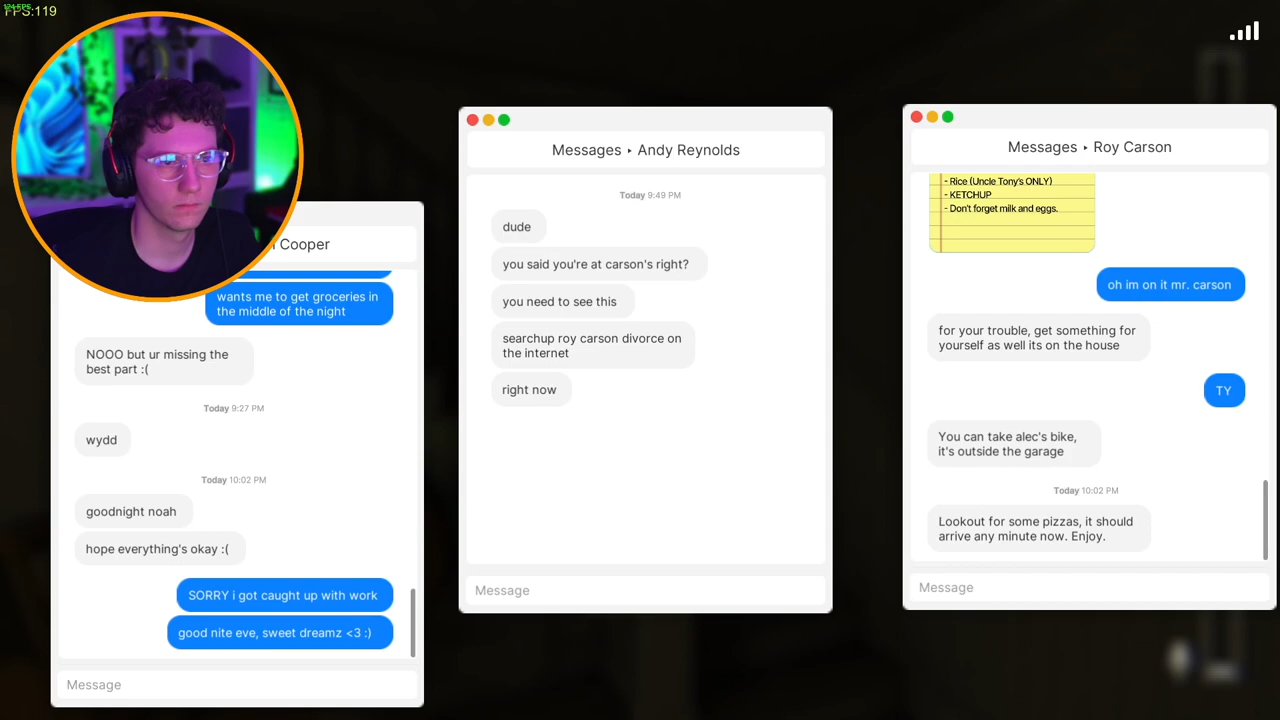 FPS:119
Cooper
wants me to get groceries in
the middle of the night
NOOO but ur missing the
best part :(
Today 9:27 PM
wydd
Today 10:02 PM
goodnight noah
hope everything's okay :(
SORRY i got caught up with work
good nite eve, sweet dreamz <3 :)
Message
Messages ‣ Andy Reynolds
Today 9:49 PM
dude
you said you're at carson's right?
you need to see this
searchup roy carson divorce on
the internet
right now
Message
Messages ‣ Roy Carson
- Rice (Uncle Tony's ONLY)
- KETCHUP
- Don't forget milk and eggs.
oh im on it mr. carson
for your trouble, get something for
yourself as well its on the house
TY
You can take alec's bike,
it's outside the garage
Today 10:02 PM
Lookout for some pizzas, it should
arrive any minute now. Enjoy.
Message